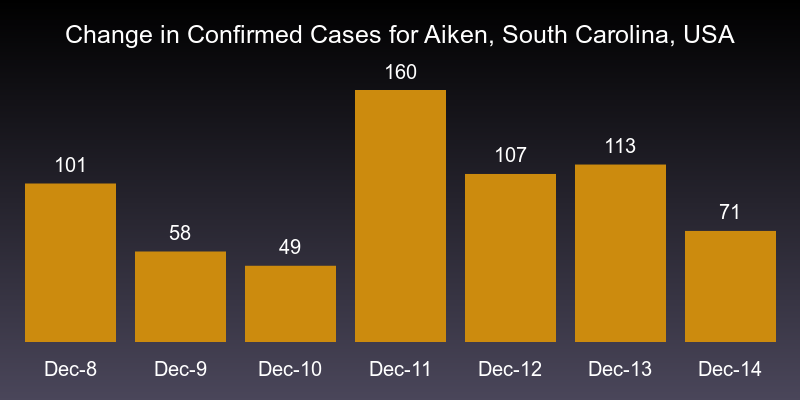 Change in Confirmed Cases for Aiken, South Carolina, USA
101
58
49
160
107
113
71
Dec-8
Dec-9
Dec-10
Dec-11
Dec-12
Dec-13
Dec-14